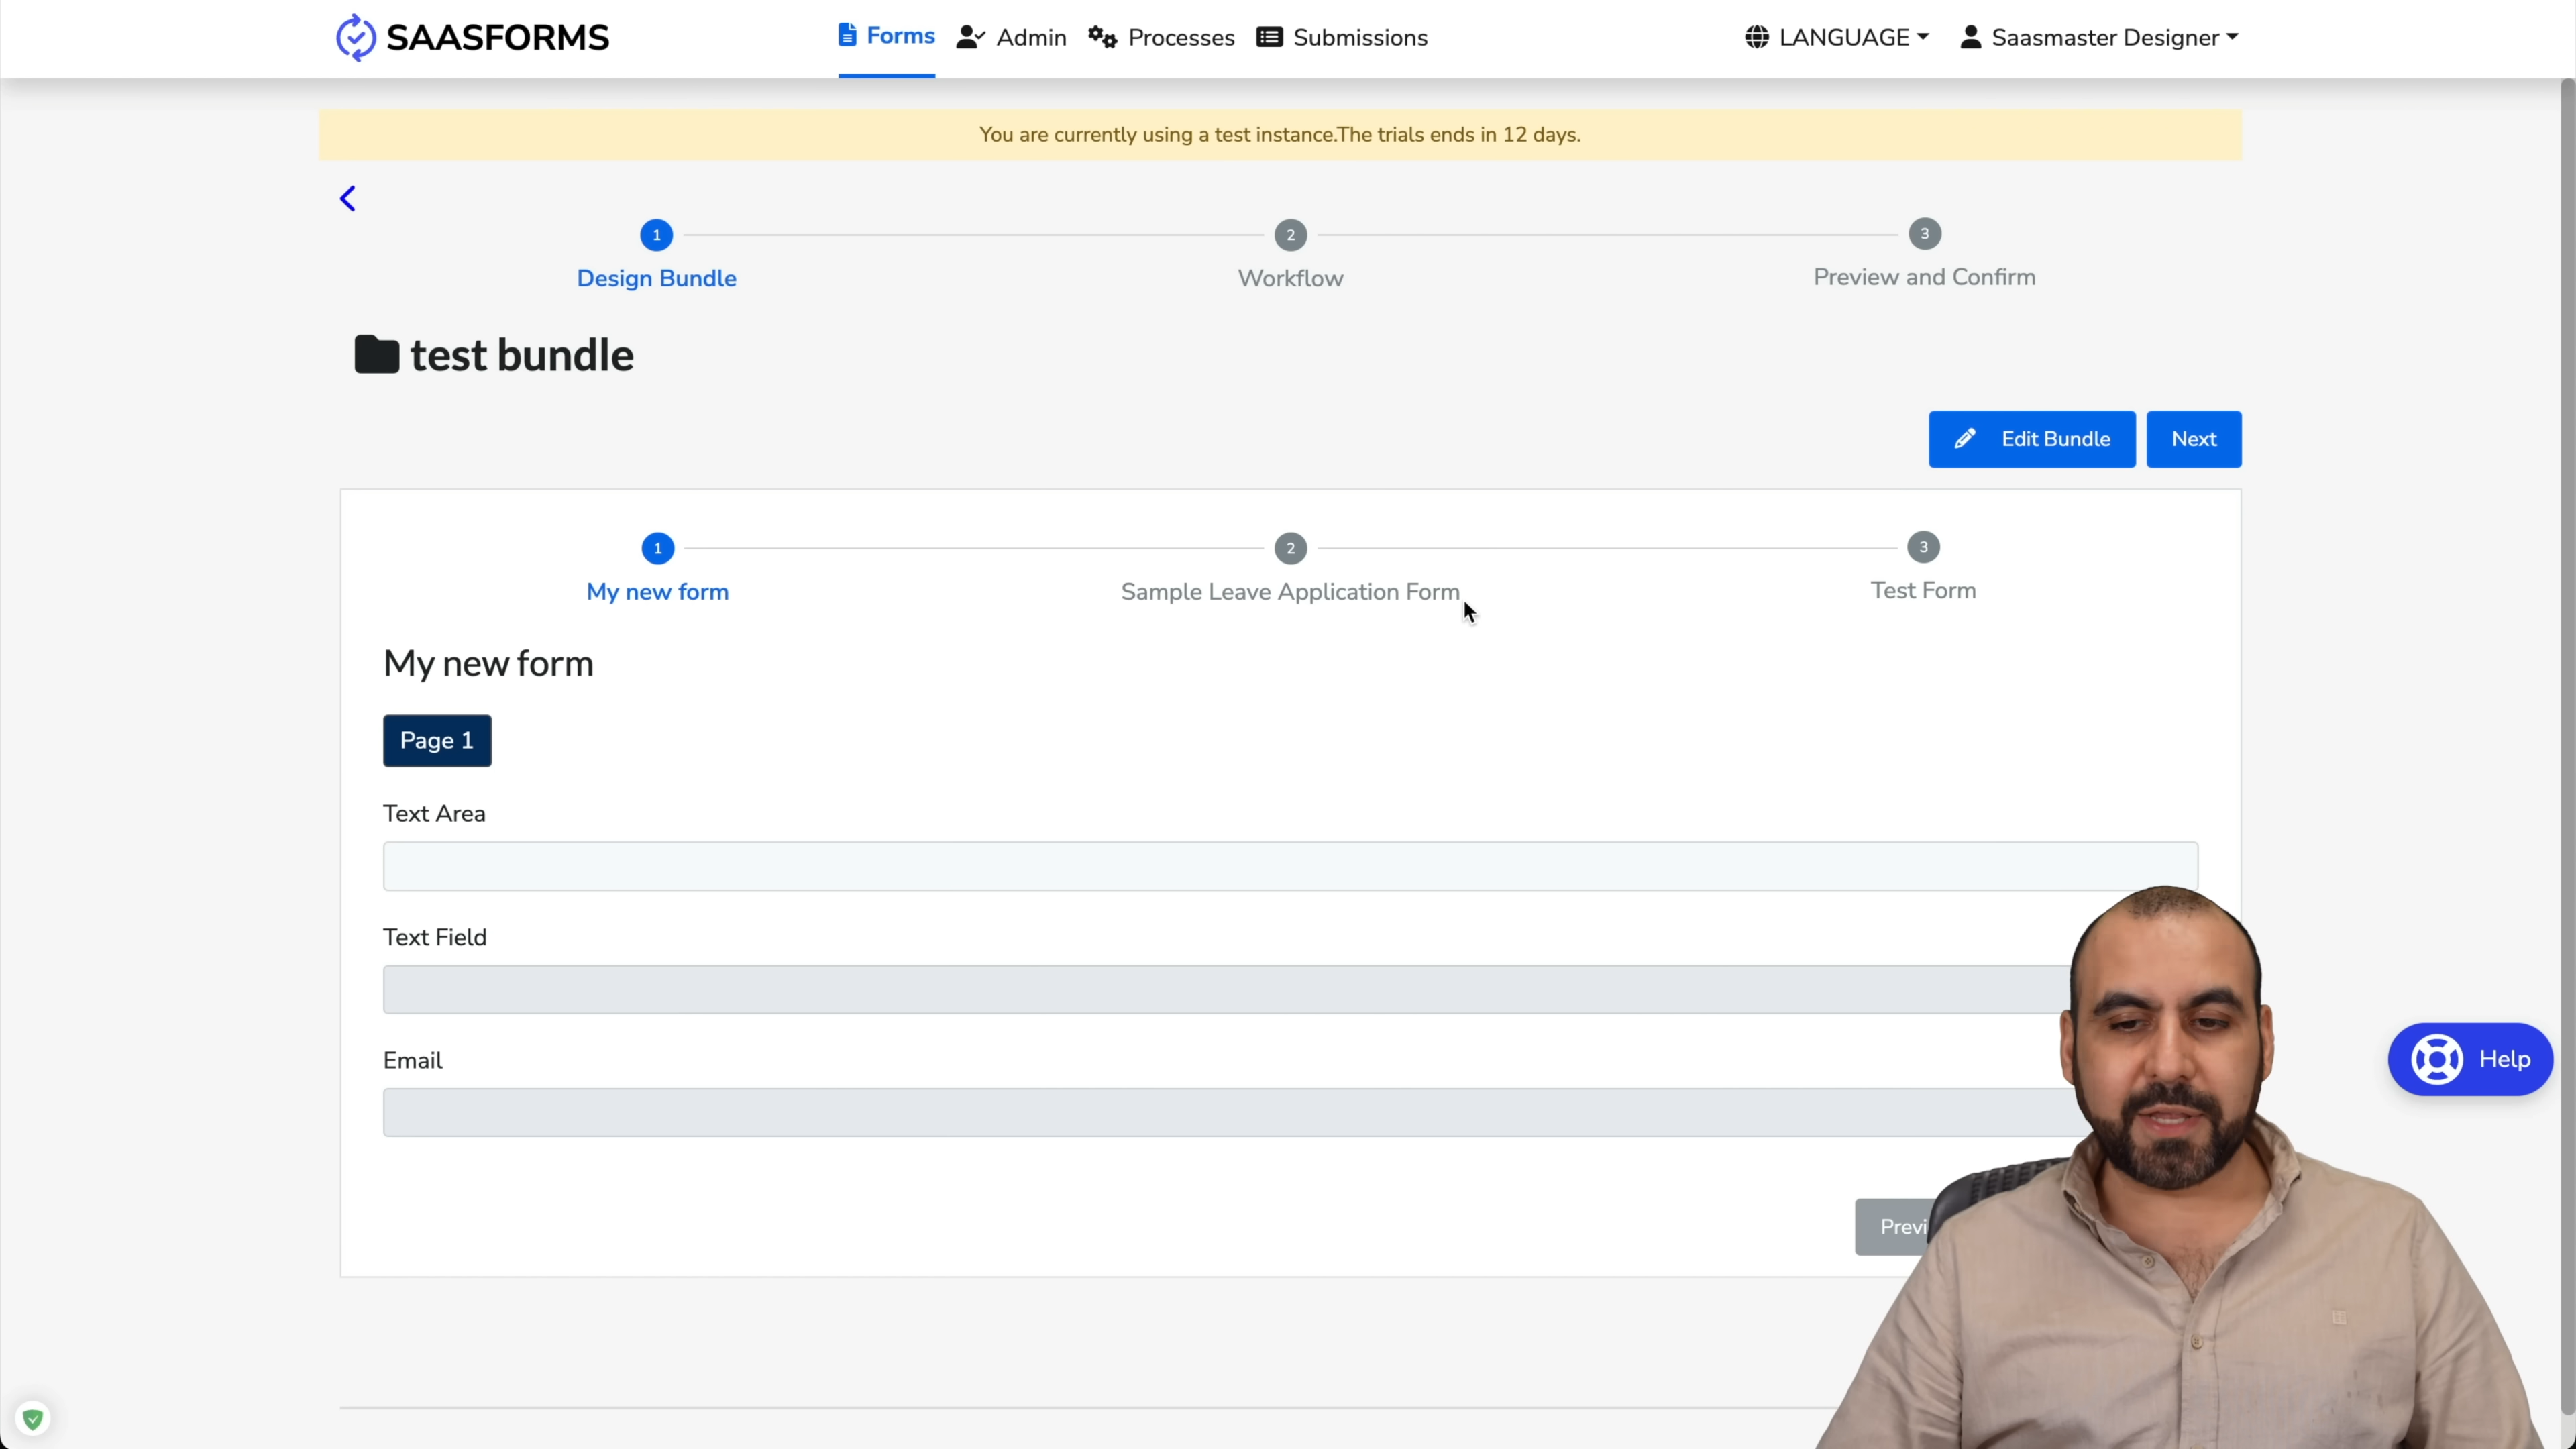 SAASFORMS
Forms Admin Processes Submissions
LANGUAGE Saasmaster Designer
You are currently using a test instance.The trials ends in 12 days.
1 2 3
Design Bundle Workflow Preview and Confirm
test bundle
Edit Bundle Next
1 2 3
My new form Sample Leave Application Form Test Form
My new form
Page 1
Text Area
Text Field
Email
Help